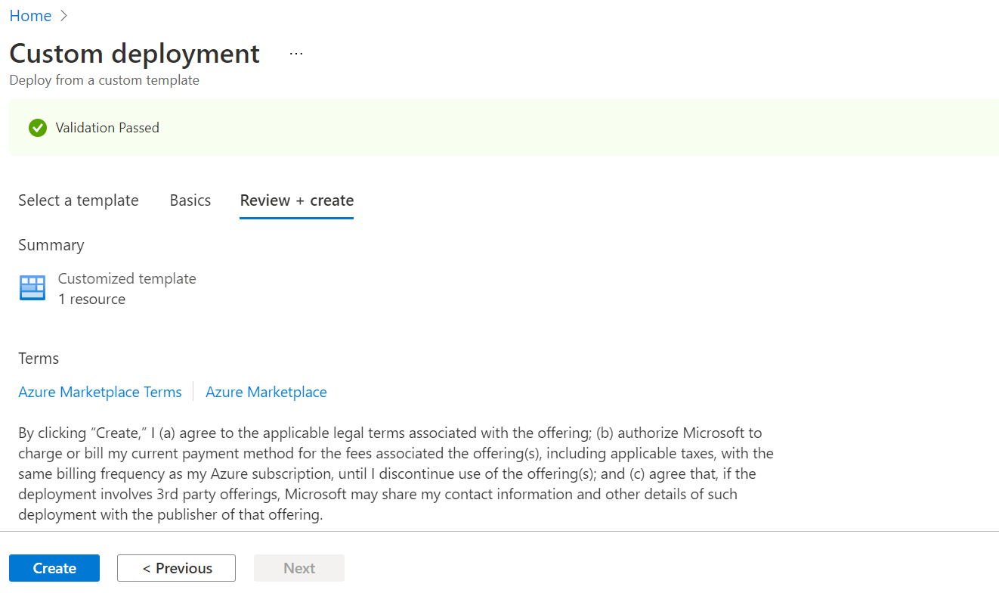 Home >
Custom deployment ...
Deploy from a custom template
Validation Passed
Select a template Basics Review + create
Summary
Customized template
1 resource
Terms
Azure Marketplace Terms Azure Marketplace
By clicking “Create,” I (a) agree to the applicable legal terms associated with the offering; (b) authorize Microsoft to
charge or bill my current payment method for the fees associated the offering(s), including applicable taxes, with the
same billing frequency as my Azure subscription, until I discontinue use of the offering(s); and (c) agree that, if the
deployment involves 3rd party offerings, Microsoft may share my contact information and other details of such
deployment with the publisher of that offering.
Create < Previous Next